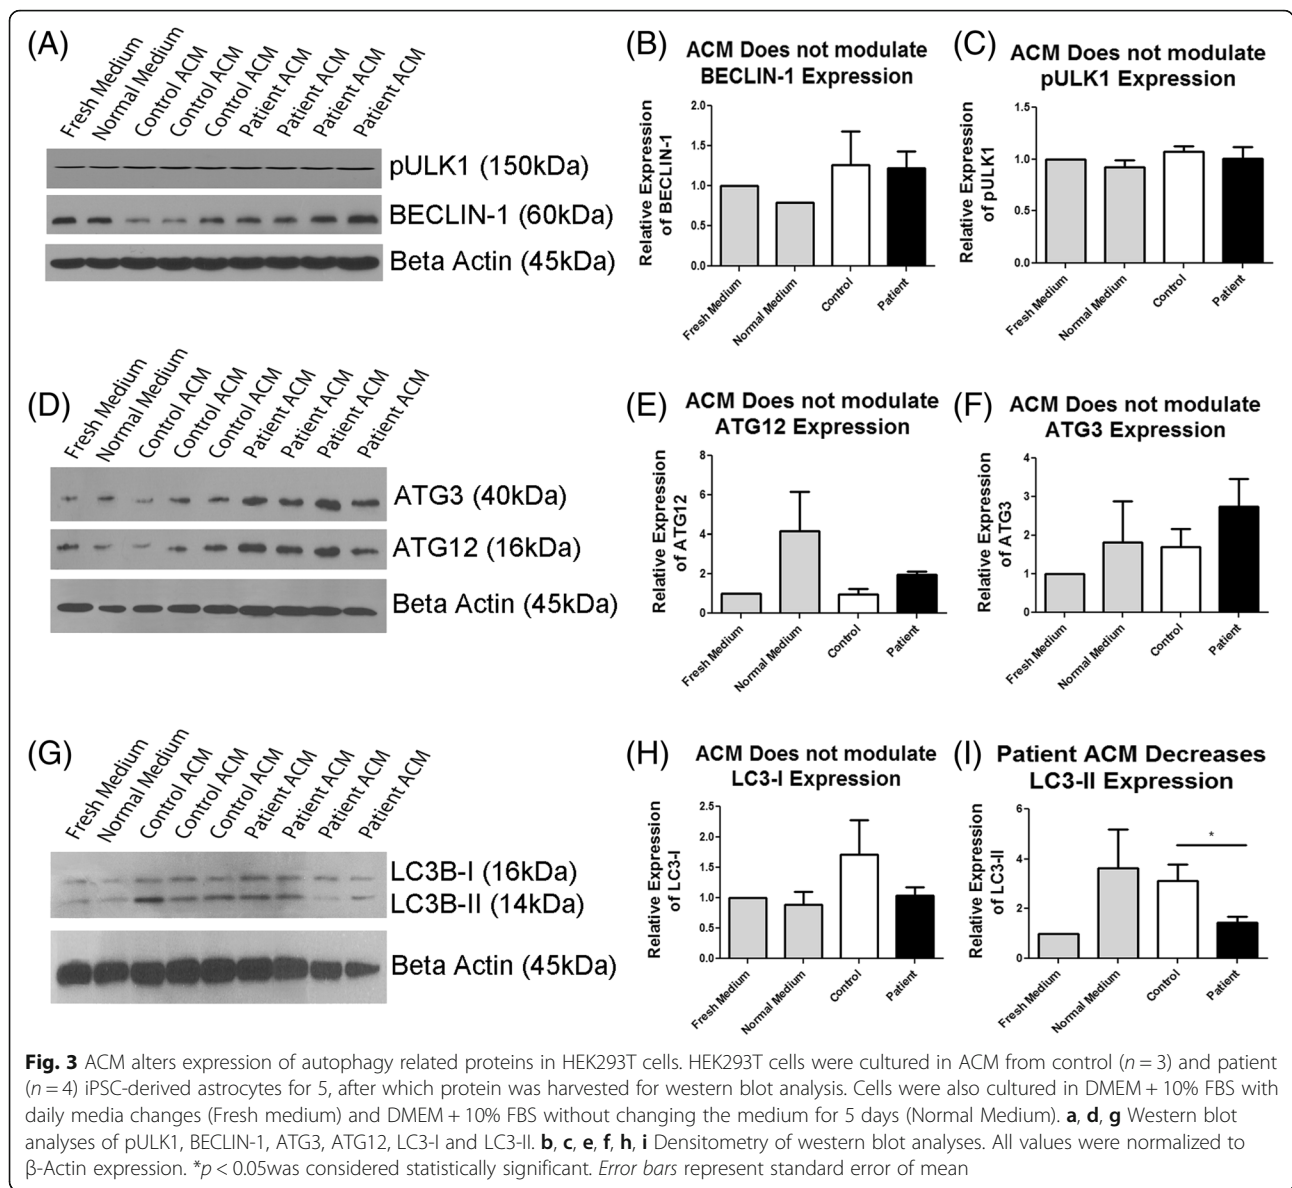 (A)
Fresh Medium
Normal Medium
Control ACM
Control ACM
Control ACM
Patient ACM
Patient ACM
Patient ACM
Patient ACM
pULK1 (150kDa)
BECLIN-1 (60kDa)
Beta Actin (45kDa)
(B)
ACM Does not modulate
BECLIN-1 Expression
Relative Expression
of BECLIN-1
2.0
1.5
1.0
0.5
0.0
Fresh Medium
Normal Medium
Control
Patient
(C)
ACM Does not modulate
pULK1 Expression
Relative Expression
of pULK1
1.5
1.0
0.5
0.0
Fresh Medium
Normal Medium
Control
Patient
(D)
Fresh Medium
Normal Medium
Control ACM
Control ACM
Control ACM
Patient ACM
Patient ACM
Patient ACM
Patient ACM
ATG3 (40kDa)
ATG12 (16kDa)
Beta Actin (45kDa)
(E)
ACM Does not modulate
ATG12 Expression
Relative Expression
of ATG12
8
6
4
2
0
Fresh Medium
Normal Medium
Control
Patient
(F)
ACM Does not modulate
ATG3 Expression
Relative Expression
of ATG3
4
3
2
1
0
Fresh Medium
Normal Medium
Control
Patient
(G)
Fresh Medium
Normal Medium
Control ACM
Control ACM
Control ACM
Patient ACM
Patient ACM
Patient ACM
Patient ACM
LC3B-I (16kDa)
LC3B-II (14kDa)
Beta Actin (45kDa)
(H)
ACM Does not modulate
LC3-I Expression
Relative Expression
of LC3-I
2.5
2.0
1.5
1.0
0.5
0.0
Fresh Medium
Normal Medium
Control
Patient
(I)
Patient ACM Decreases
LC3-II Expression
Relative Expression
of LC3-II
6
4
2
0
*
Fresh Medium
Normal Medium
Control
Patient
Fig. 3 ACM alters expression of autophagy related proteins in HEK293T cells. HEK293T cells were cultured in ACM from control (n = 3) and patient
(n = 4) iPSC-derived astrocytes for 5, after which protein was harvested for western blot analysis. Cells were also cultured in DMEM + 10% FBS with
daily media changes (Fresh medium) and DMEM + 10% FBS without changing the medium for 5 days (Normal Medium). a, d, g Western blot
analyses of pULK1, BECLIN-1, ATG3, ATG12, LC3-I and LC3-II. b, c, e, f, h, i Densitometry of western blot analyses. All values were normalized to
β-Actin expression. *p < 0.05was considered statistically significant. Error bars represent standard error of mean